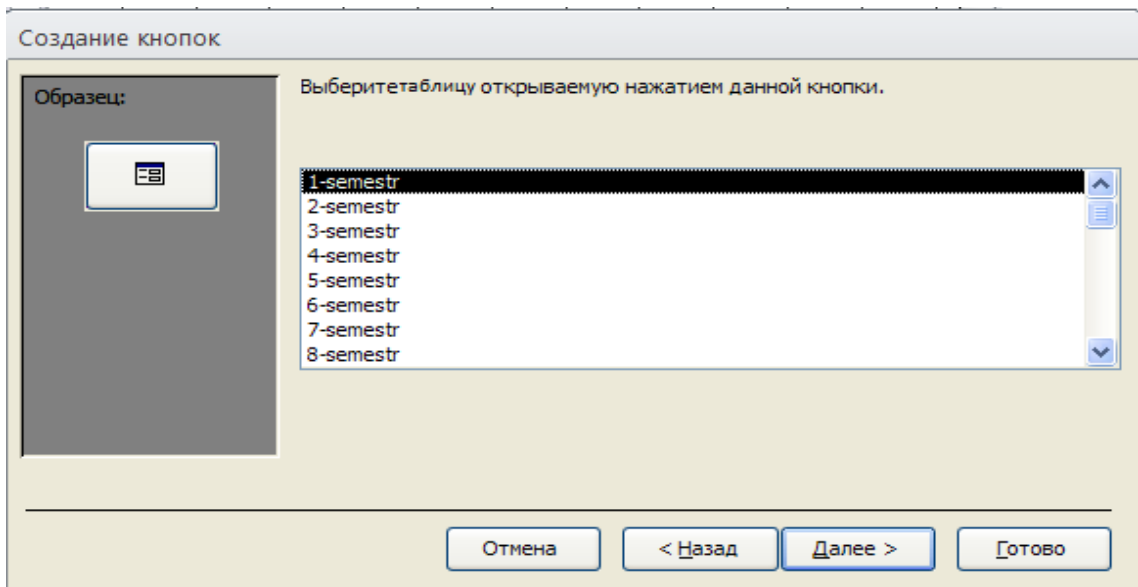 Создание кнопок
Образец:
Выберитетаблицу открываемую нажатием данной кнопки.
1-semestr
2-semestr
3-semestr
4-semestr
5-semestr
6-semestr
7-semestr
8-semestr
Отмена
< Назад
Далее >
Готово